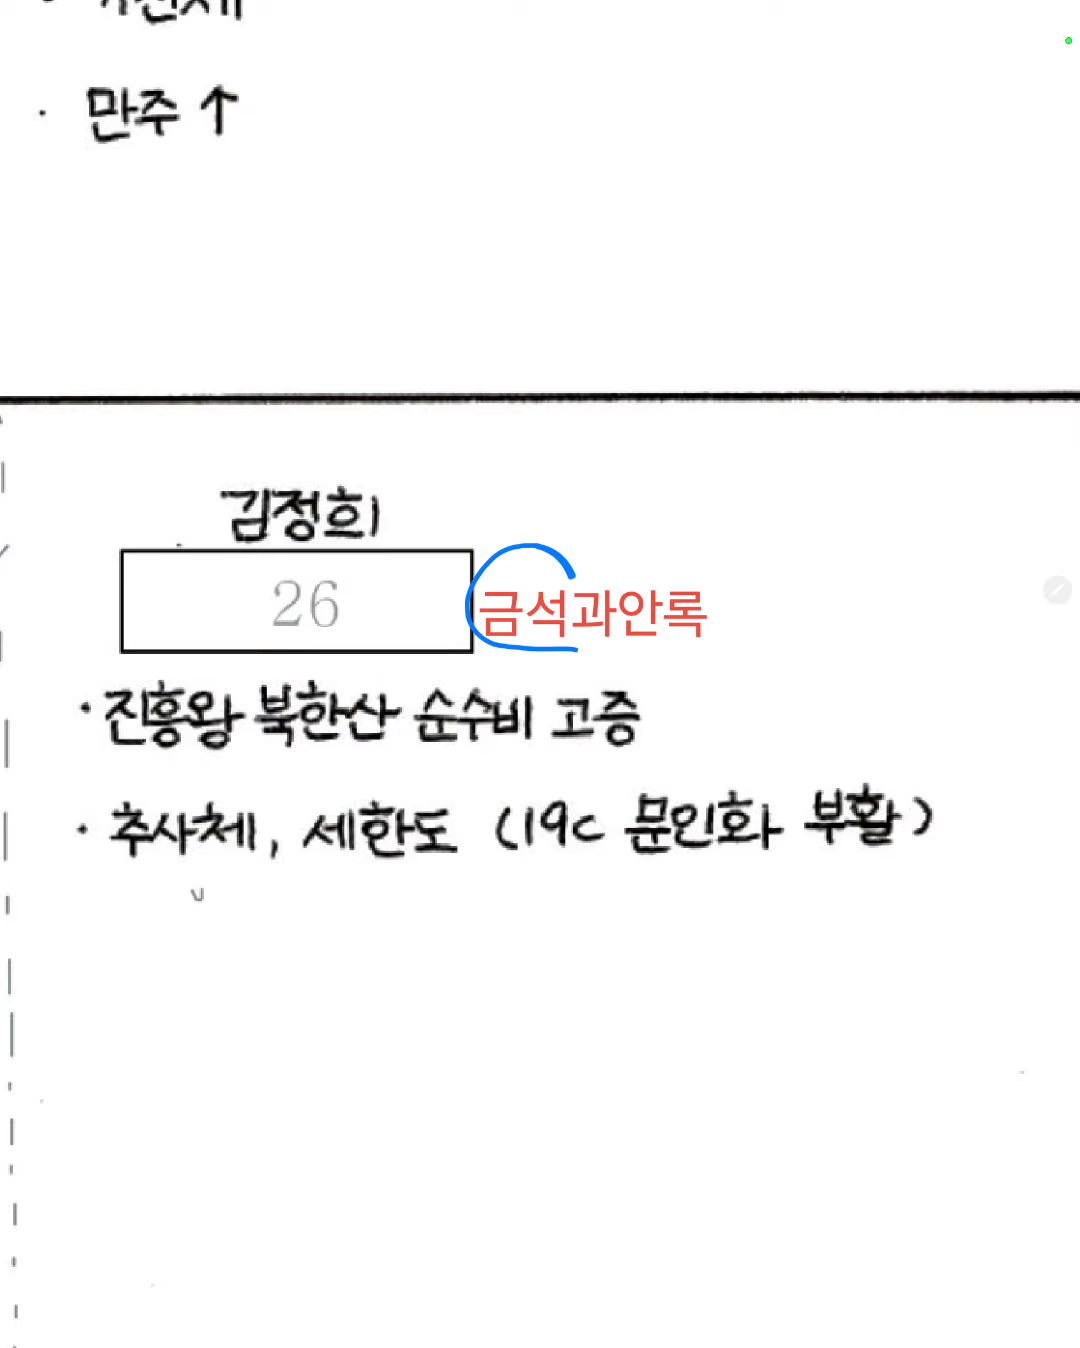 · 만주 ↑
김정희
26 금석과안록
· 진흥왕 북한산 순수비 고증
· 추사체, 세한도 (19c 문인화 부활)